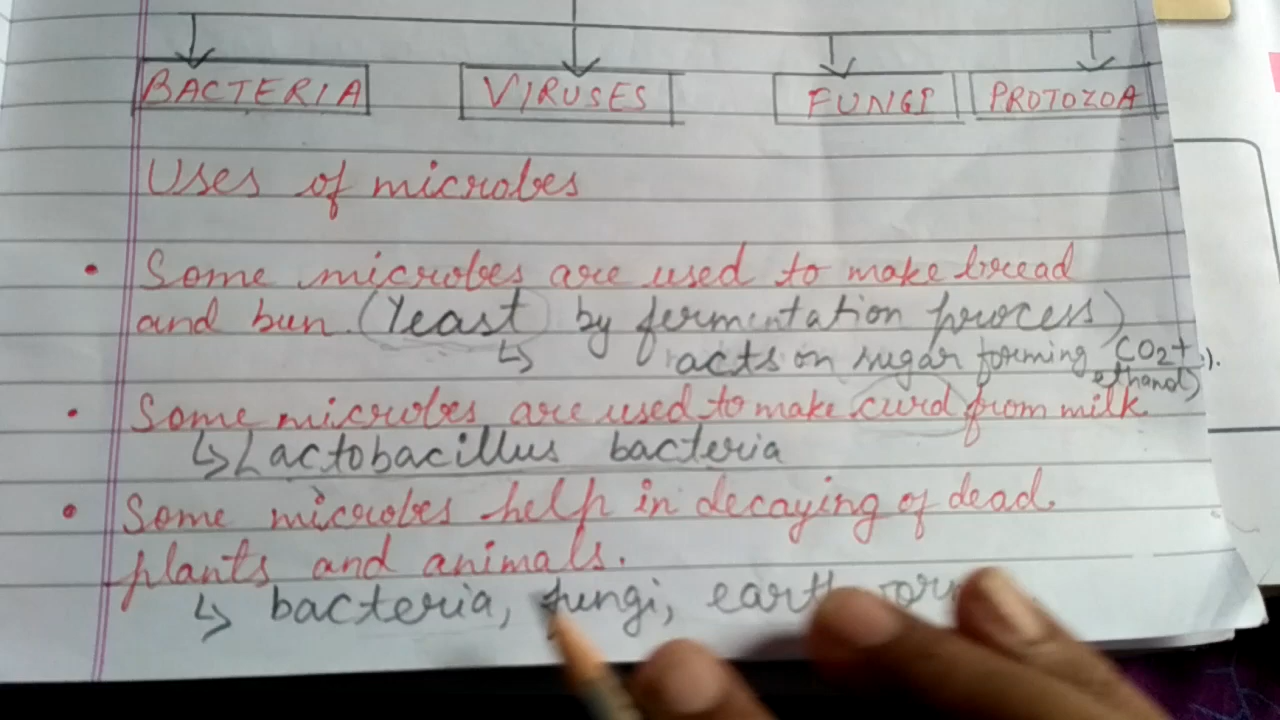 BACTERIA VIRUSES FUNGI PROTOZOA
Uses of microbes
• Some microbes are used to make bread
and bun. (Yeast) by fermentation process)
↳ acts on sugar forming CO2+
ethanol).
• Some microbes are used to make curd from milk
↳ Lactobacillus bacteria
• Some microbes help in decaying of dead
plants and animals.
↳ bacteria, fungi,